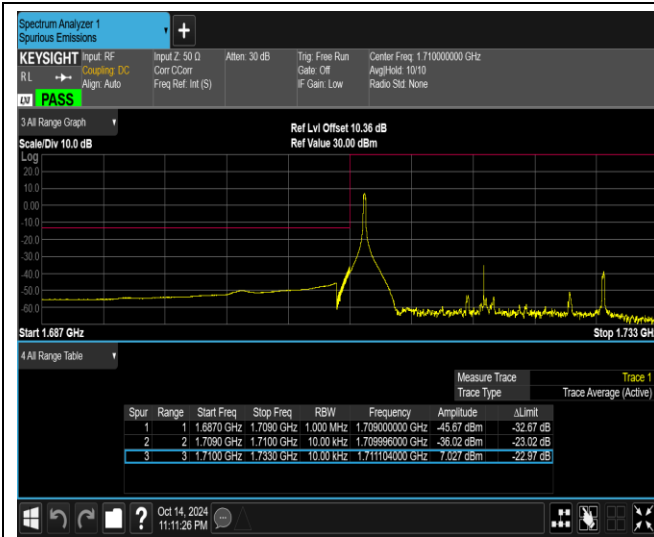 Spectrum Analyzer 1
Spurious Emissions
KEYSIGHT Input: RF Input Z: 50 Ω Atten: 30 dB Trig: Free Run Center Freq: 1.710000000 GHz
RL Coupling: DC Corr CCorr Gate: Off Avg|Hold: 10/10
Align: Auto Freq Ref: Int (S) IF Gain: Low Radio Std: None
LXI PASS
3 All Range Graph
Ref Lvl Offset 10.36 dB
Scale/Div 10.0 dB Ref Value 30.00 dBm
Log
20.0
10.0
0.00
-10.0
-20.0
-30.0
-40.0
-50.0
-60.0
Start 1.687 GHz Stop 1.733 GH
4 All Range Table
Measure Trace Trace 1
Trace Type Trace Average (Active)
Spur Range Start Freq Stop Freq RBW Frequency Amplitude ΔLimit
1 1 1.6870 GHz 1.7090 GHz 1.000 MHz 1.709000000 GHz -45.67 dBm -32.67 dB
2 2 1.7090 GHz 1.7100 GHz 10.00 kHz 1.709996000 GHz -36.02 dBm -23.02 dB
3 3 1.7100 GHz 1.7330 GHz 10.00 kHz 1.711104000 GHz 7.027 dBm -22.97 dB
? Oct 14, 2024
11:11:26 PM